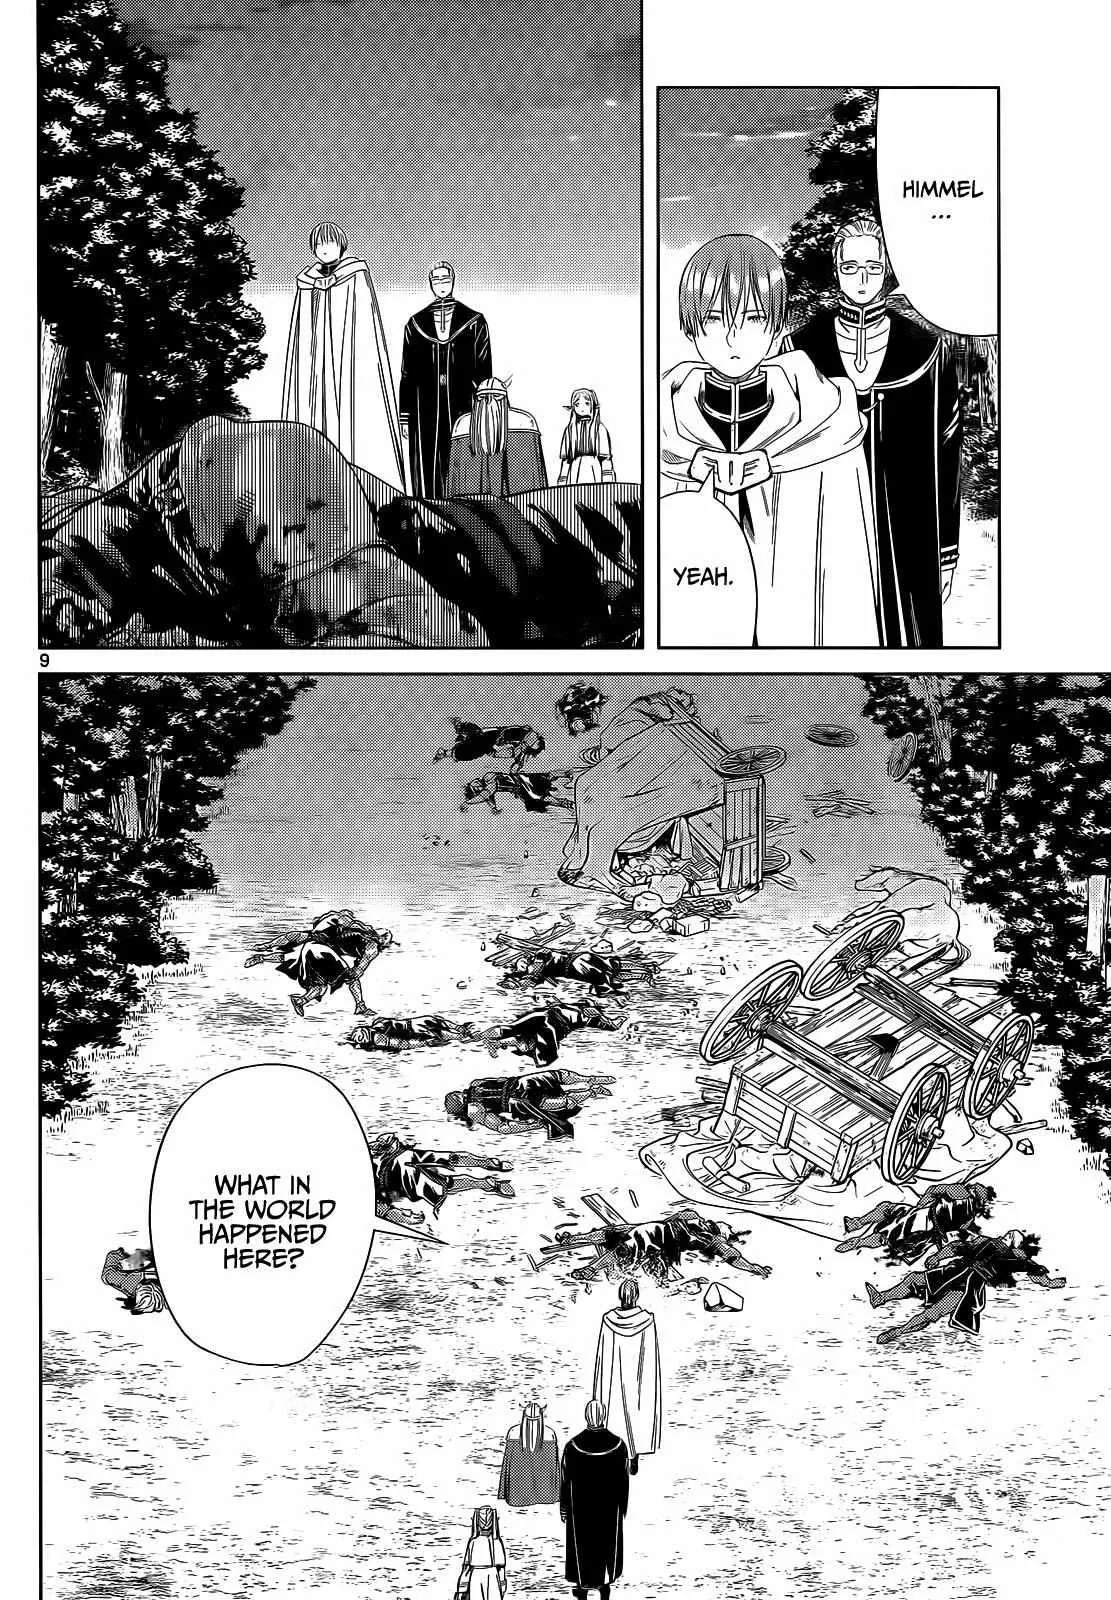 HIMMEL
...
YEAH.
9
WHAT IN
THE WORLD
HAPPENED
HERE?